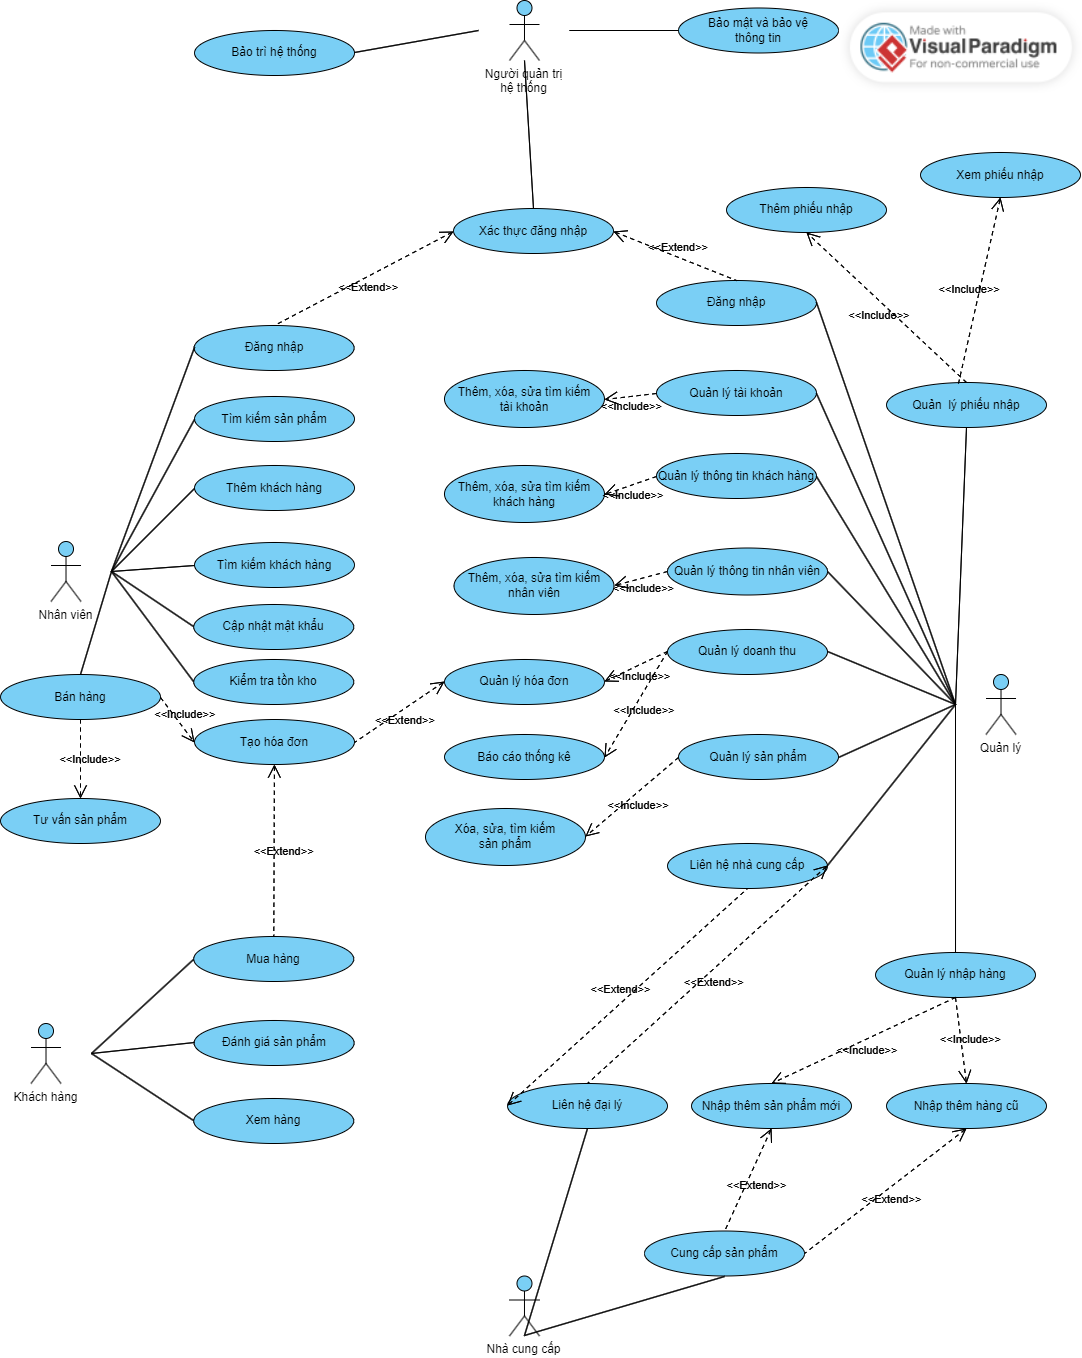 Made with
VisualParadigm
For non-commercial use
Bảo trì hệ thống
Bảo mật và bảo vệ
thông tin
Người quản trị
hệ thống
Xem phiếu nhập
Thêm phiếu nhập
Xác thực đăng nhập
<<Extend>>
<<Extend>>
Đăng nhập
<<Include>>
<<Include>>
Đăng nhập
Thêm, xóa, sửa tìm kiếm
tài khoản
<<Include>>
Quản lý tài khoản
Quản  lý phiếu nhập
Tìm kiếm sản phẩm
Thêm khách hàng
Thêm, xóa, sửa tìm kiếm
khách hàng
<<Include>>
Quản lý thông tin khách hàng
Tìm kiếm khách hàng
Thêm, xóa, sửa tìm kiếm
nhân viên
<<Include>>
Quản lý thông tin nhân viên
Nhân viên
Cập nhật mật khẩu
Kiểm tra tồn kho
Quản lý hóa đơn
<<Include>>
Quản lý doanh thu
Bán hàng
<<Include>>
<<Extend>>
<<Include>>
Tạo hóa đơn
Quản lý
<<Include>>
Báo cáo thống kê
Quản lý sản phẩm
<<Include>>
Tư vấn sản phẩm
Xóa, sửa, tìm kiếm
sản phẩm
<<Extend>>
Liên hệ nhà cung cấp
Mua hàng
Quản lý nhập hàng
<<Extend>>
<<Extend>>
Đánh giá sản phẩm
<<Include>>
<<Include>>
Khách hàng
Xem hàng
Liên hệ đại lý
Nhập thêm sản phẩm mới
Nhập thêm hàng cũ
<<Extend>>
<<Extend>>
Cung cấp sản phẩm
Nhà cung cấp